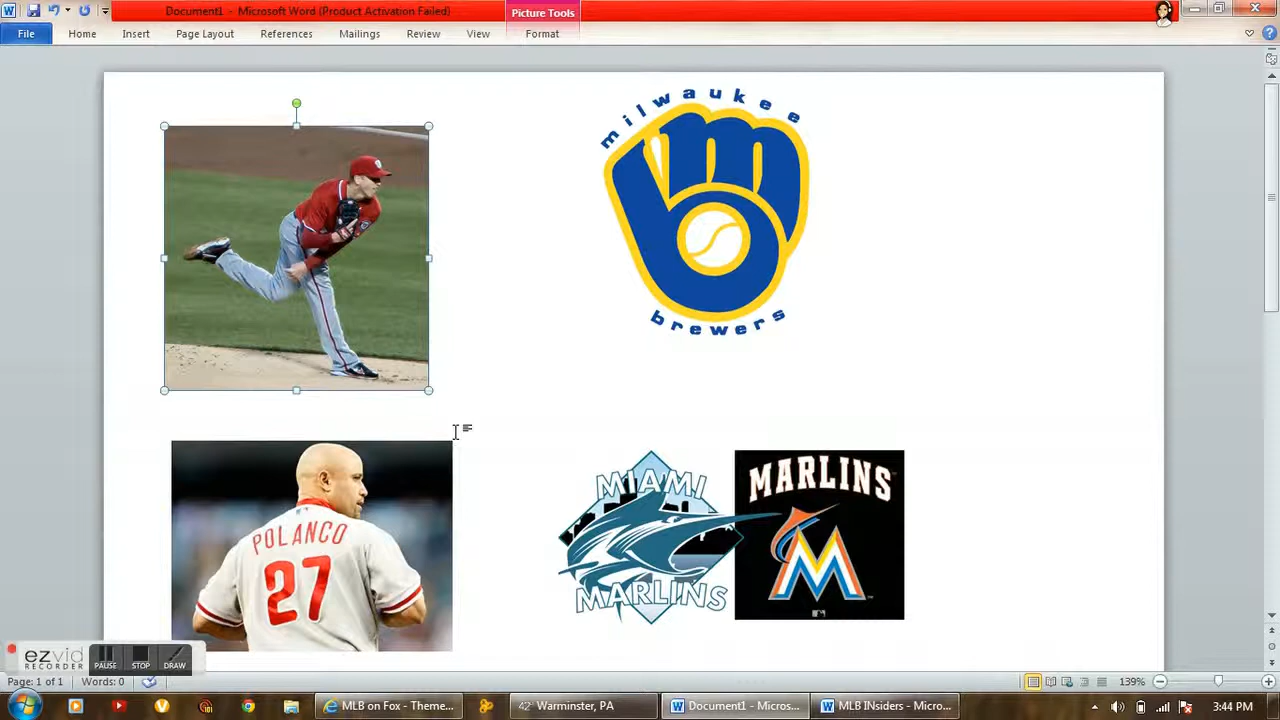 Document1 - Microsoft Word (Product Activation Failed)
Picture Tools
File Home Insert Page Layout References Mailings Review View Format
milwaukee
brewers
POLANCO
27
MIAMI
MARLINS
MARLINS
M
ezvid
RECORDER
PAUSE STOP DRAW
Page: 1 of 1 Words: 0 139%
MLB on Fox - Theme... 42° Warminster, PA Document1 - Micros... MLB INsiders - Micro... 3:44 PM